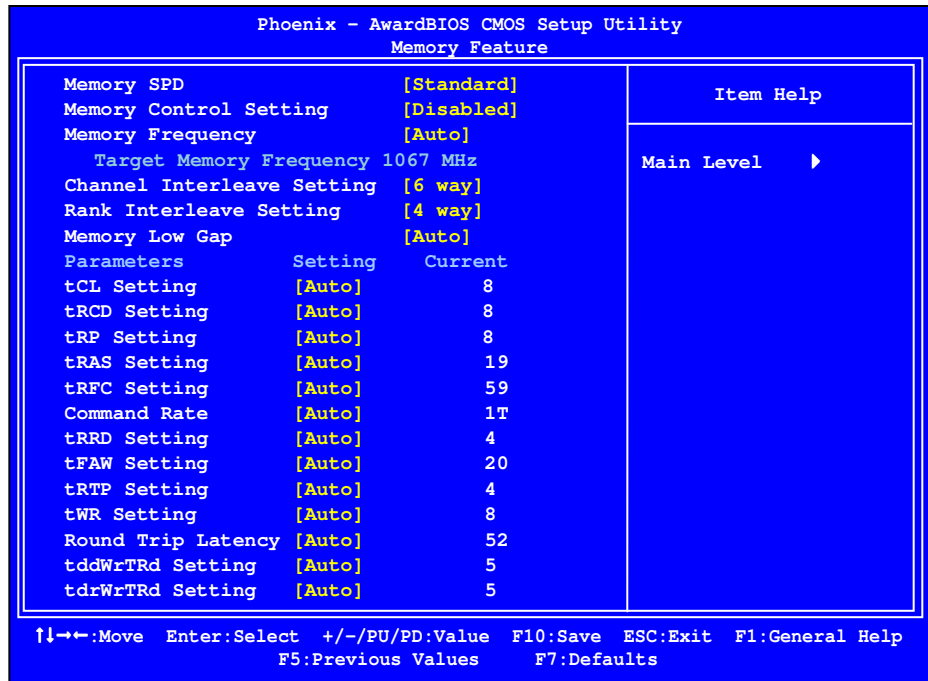 Phoenix – AwardBIOS CMOS Setup Utility
Memory Feature
Memory SPD [Standard]
Memory Control Setting [Disabled]
Memory Frequency [Auto]
Target Memory Frequency 1067 MHz
Channel Interleave Setting [6 way]
Rank Interleave Setting [4 way]
Memory Low Gap [Auto]
Parameters Setting Current
tCL Setting [Auto] 8
tRCD Setting [Auto] 8
tRP Setting [Auto] 8
tRAS Setting [Auto] 19
tRFC Setting [Auto] 59
Command Rate [Auto] 1T
tRRD Setting [Auto] 4
tFAW Setting [Auto] 20
tRTP Setting [Auto] 4
tWR Setting [Auto] 8
Round Trip Latency [Auto] 52
tddWrTRd Setting [Auto] 5
tdrWrTRd Setting [Auto] 5
Item Help
Main Level
↑↓→←:Move Enter:Select +/-/PU/PD:Value F10:Save ESC:Exit F1:General Help
F5:Previous Values F7:Defaults